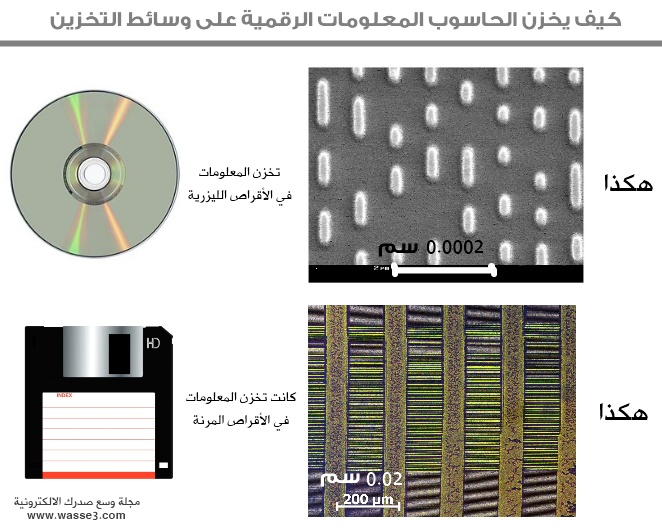 كيف يخزن الحاسوب المعلومات الرقمية على وسائط التخزين
هكذا
تخزن المعلومات
في الأقراص الليزرية
0.0002 سم
2 µm
هكذا
كانت تخزن المعلومات
في الأقراص المرنة
HD
INDEX
0.02 سم
200 µm
مجلة وسع صدرك الالكترونية
www.wasse3.com